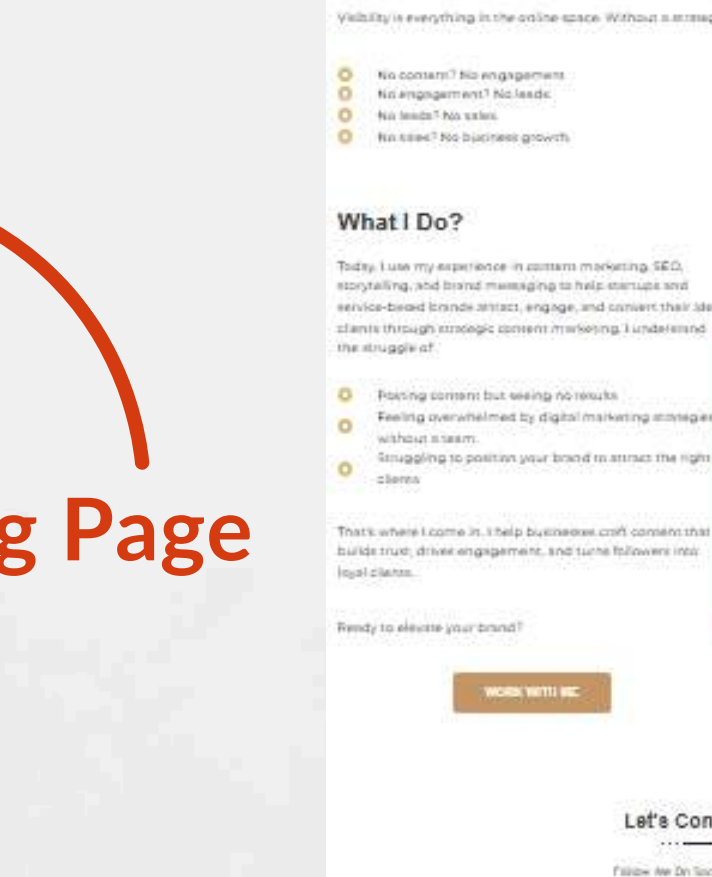 Visibility is everything in the online space. Without a strateg
No content? No engagement
No engagement? No leads
No leads? No sales
No sales? No business growth
What I Do?
Today, I use my experience in content marketing, SEO,
storytelling, and brand messaging to help startups and
service-based brands attract, engage, and convert their ide
clients through strategic content marketing. I understand
the struggle of:
Posting content but seeing no results
Feeling overwhelmed by digital marketing strategies
without a team.
Struggling to position your brand to attract the right
clients
g Page
That's where I come in. I help businesses craft content that
builds trust, drives engagement, and turns followers into
loyal clients.
Ready to elevate your brand?
WORK WITH ME
Let's Con
Follow Me On Soc